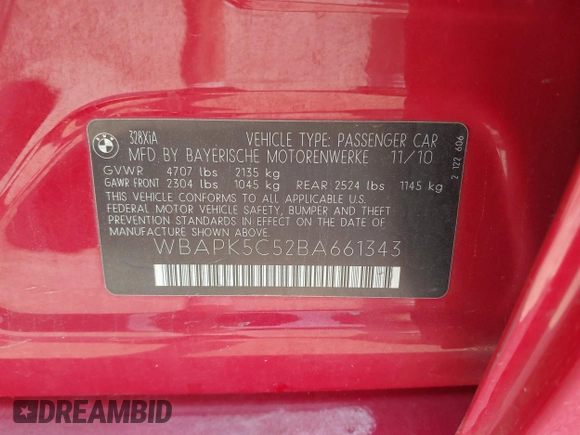 BMW
328XiA
VEHICLE TYPE: PASSENGER CAR
MFD. BY BAYERISCHE MOTORENWERKE 11/10
GVWR 4707 lbs 2135 kg
GAWR FRONT 2304 lbs 1045 kg REAR 2524 lbs 1145 kg
THIS VEHICLE CONFORMS TO ALL APPLICABLE U.S.
FEDERAL MOTOR VEHICLE SAFETY, BUMPER AND THEFT
PREVENTION STANDARDS IN EFFECT ON THE DATE OF
MANUFACTURE SHOWN ABOVE.
WBAPK5C52BA661343
2 122 606
DREAMBID